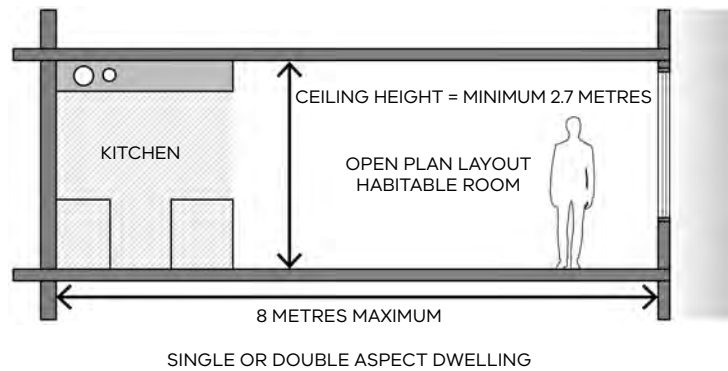 CEILING HEIGHT = MINIMUM 2.7 METRES
KITCHEN
OPEN PLAN LAYOUT
HABITABLE ROOM
8 METRES MAXIMUM
SINGLE OR DOUBLE ASPECT DWELLING